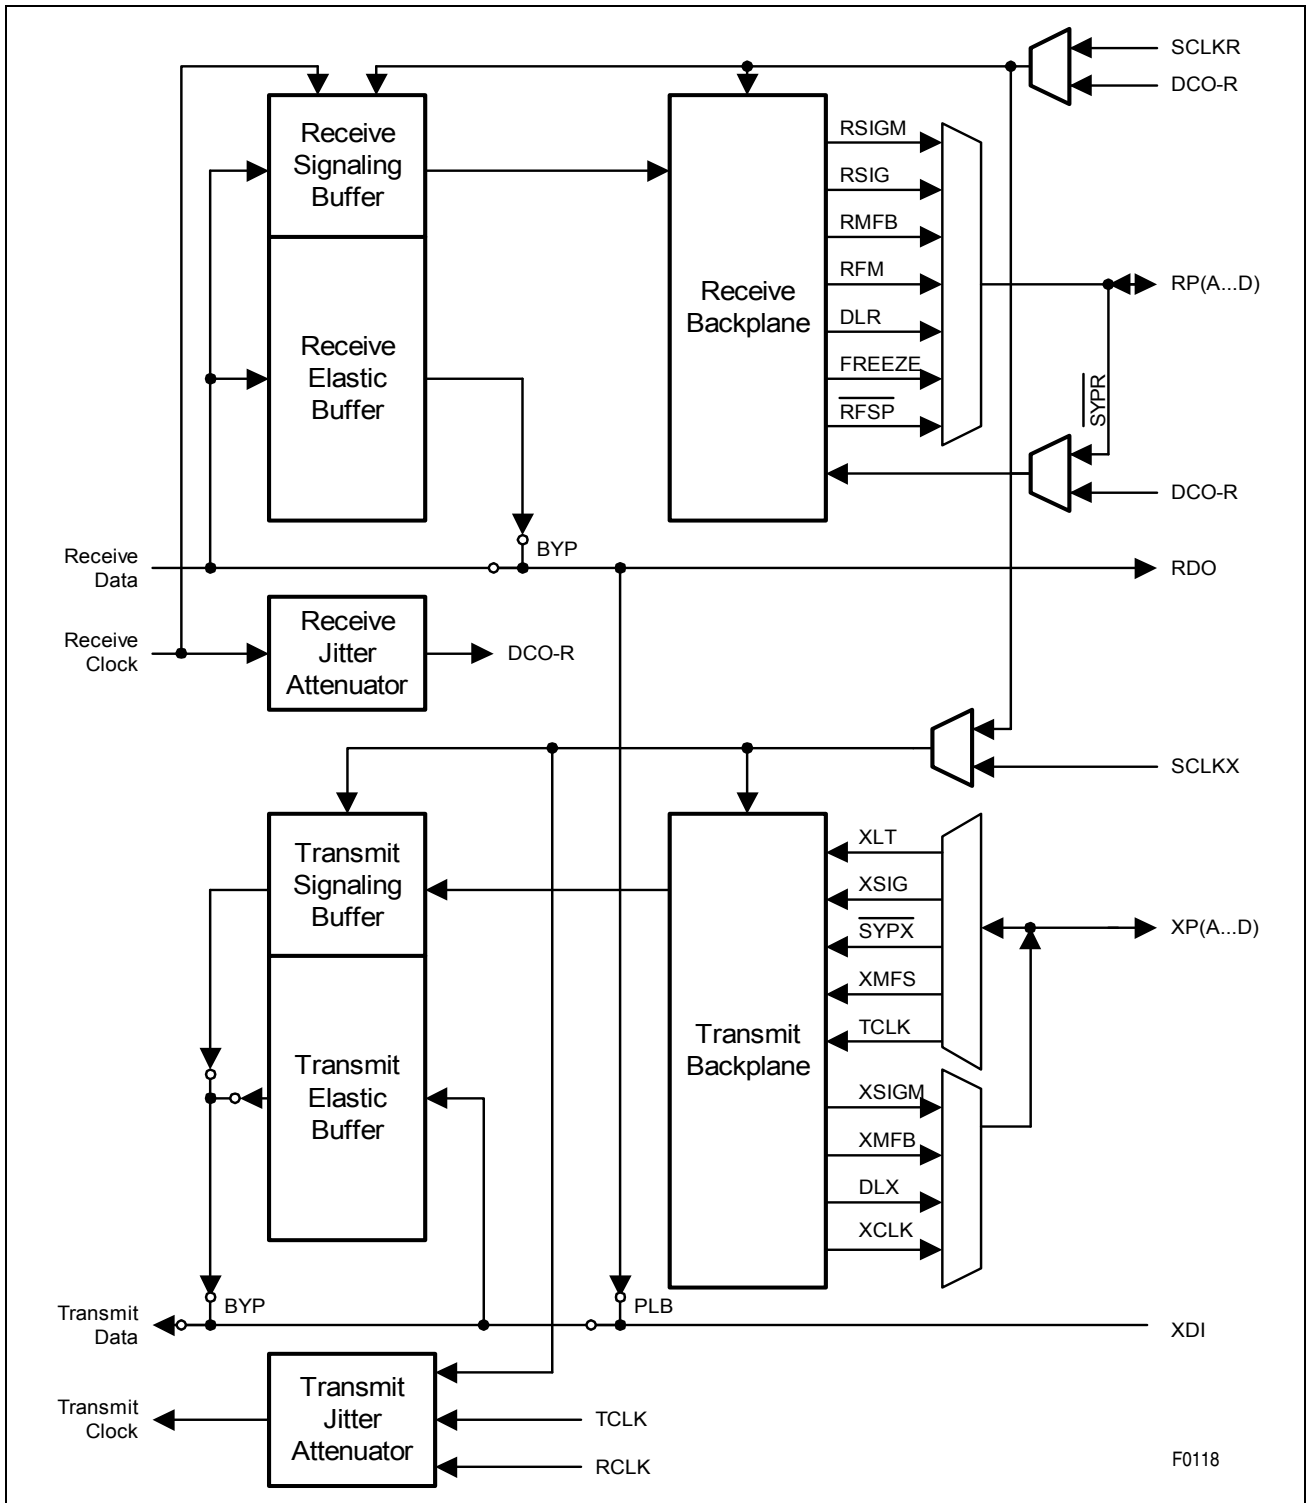 SCLKR
DCO-R
Receive
Signaling
Buffer
RSIGM
RSIG
RMFB
RFM
DLR
FREEZE
RFSP
Receive
Backplane
RP(A...D)
Receive
Elastic
Buffer
SYPR
DCO-R
BYP
Receive
Data
RDO
Receive
Clock
Receive
Jitter
Attenuator
DCO-R
SCLKX
Transmit
Signaling
Buffer
XLT
XSIG
SYPX
XMFS
TCLK
XP(A...D)
Transmit
Backplane
Transmit
Elastic
Buffer
XSIGM
XMFB
DLX
XCLK
BYP
PLB
Transmit
Data
XDI
Transmit
Jitter
Attenuator
Transmit
Clock
TCLK
RCLK
F0118